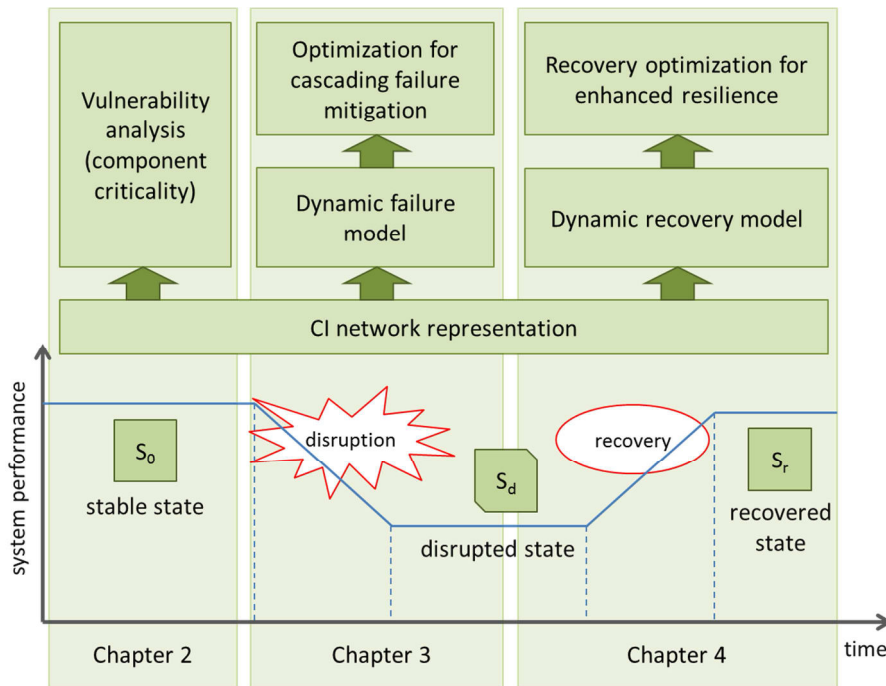 Vulnerability
analysis
(component
criticality)
Optimization for
cascading failure
mitigation
Recovery optimization for
enhanced resilience
Dynamic failure
model
Dynamic recovery model
CI network representation
system performance
disruption
recovery
S₀
S_d
S_r
stable state
disrupted state
recovered
state
time
Chapter 2
Chapter 3
Chapter 4